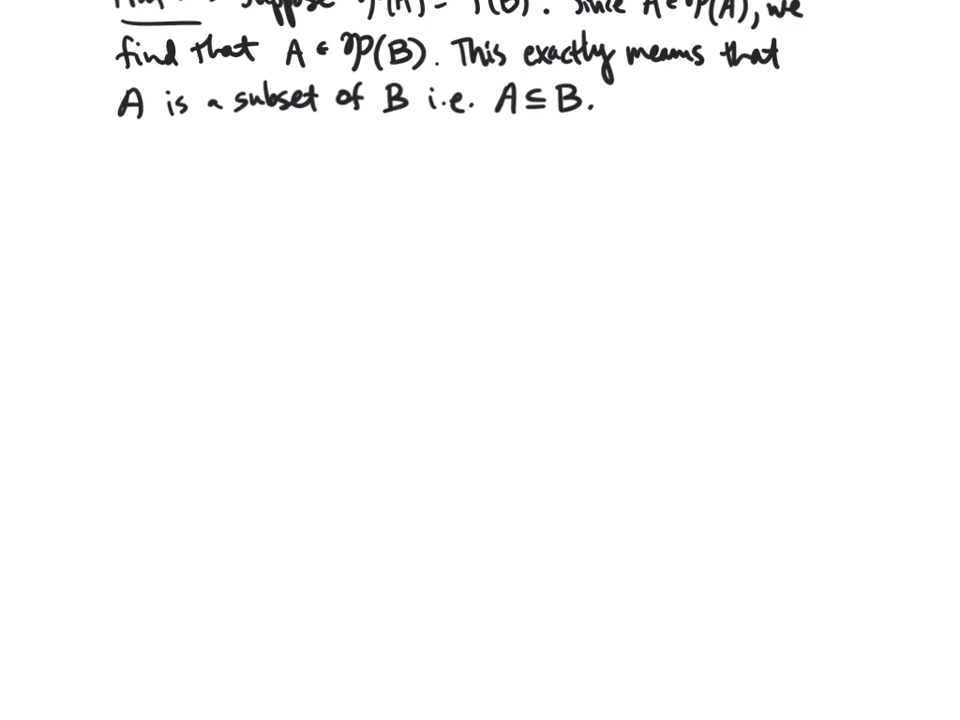 Suppose P(A) = P(B). Since A ∈ P(A), we
find that A ∈ P(B). This exactly means that
A is a subset of B i.e. A ⊆ B.